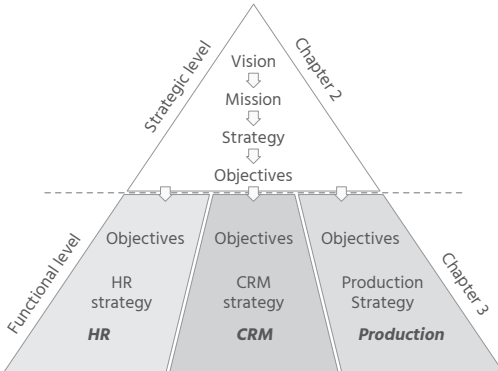 Strategic level
Chapter 2
Vision
Mission
Strategy
Objectives
Functional level
Chapter 3
Objectives
HR
strategy
HR
Objectives
CRM
strategy
CRM
Objectives
Production
Strategy
Production